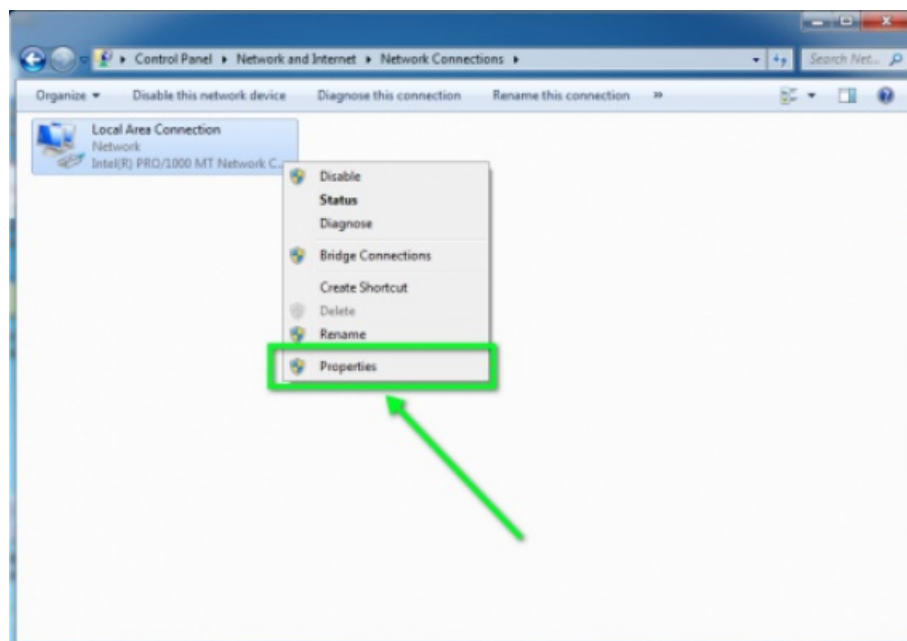 Control Panel ▸ Network and Internet ▸ Network Connections ▸
Search Net...
Organize
Disable this network device
Diagnose this connection
Rename this connection
»
Local Area Connection
Network
Intel(R) PRO/1000 MT Network C...
Disable
Status
Diagnose
Bridge Connections
Create Shortcut
Delete
Rename
Properties